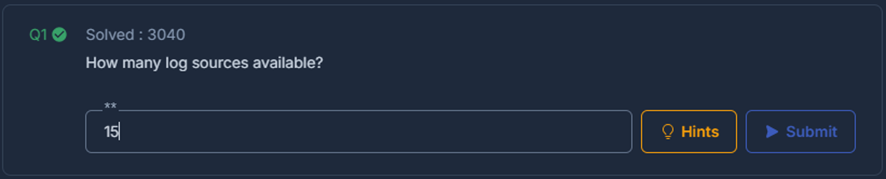 Q1 Solved : 3040
How many log sources available?
**
15 Hints Submit